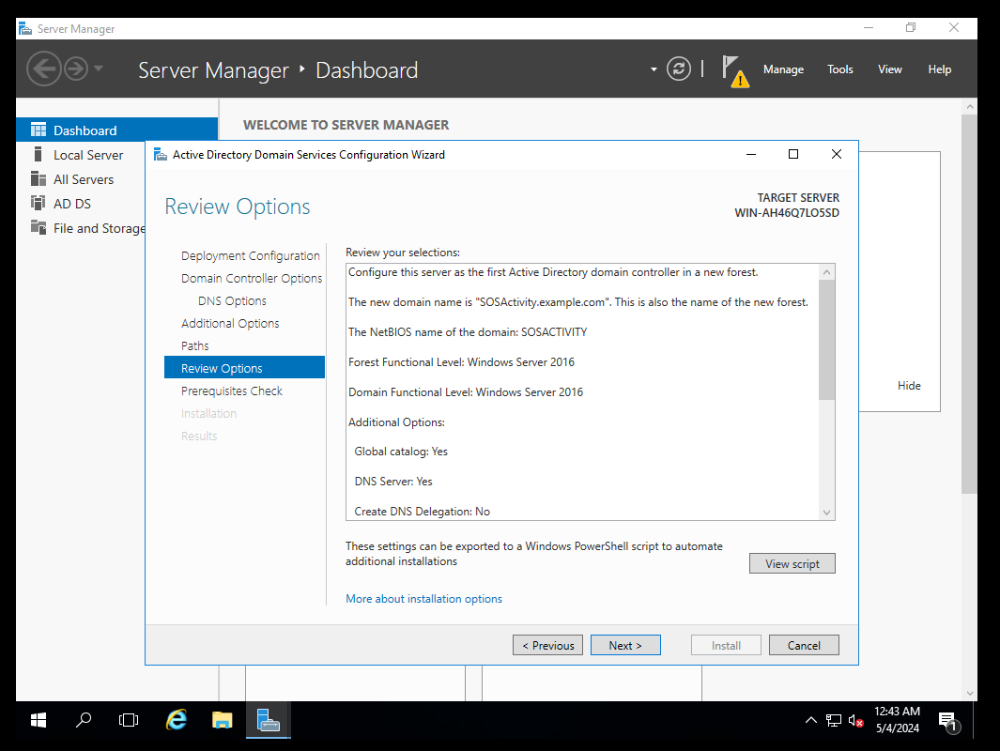 Server Manager
Server Manager ‣ Dashboard
Manage Tools View Help
Dashboard
Local Server
All Servers
AD DS
File and Storage
WELCOME TO SERVER MANAGER
Hide
Active Directory Domain Services Configuration Wizard
Review Options
TARGET SERVER
WIN-AH46Q7LO5SD
Deployment Configuration
Domain Controller Options
DNS Options
Additional Options
Paths
Review Options
Prerequisites Check
Installation
Results
Review your selections:
Configure this server as the first Active Directory domain controller in a new forest.
The new domain name is "SOSActivity.example.com". This is also the name of the new forest.
The NetBIOS name of the domain: SOSACTIVITY
Forest Functional Level: Windows Server 2016
Domain Functional Level: Windows Server 2016
Additional Options:
Global catalog: Yes
DNS Server: Yes
Create DNS Delegation: No
These settings can be exported to a Windows PowerShell script to automate
additional installations
View script
More about installation options
< Previous Next > Install Cancel
12:43 AM
5/4/2024
1